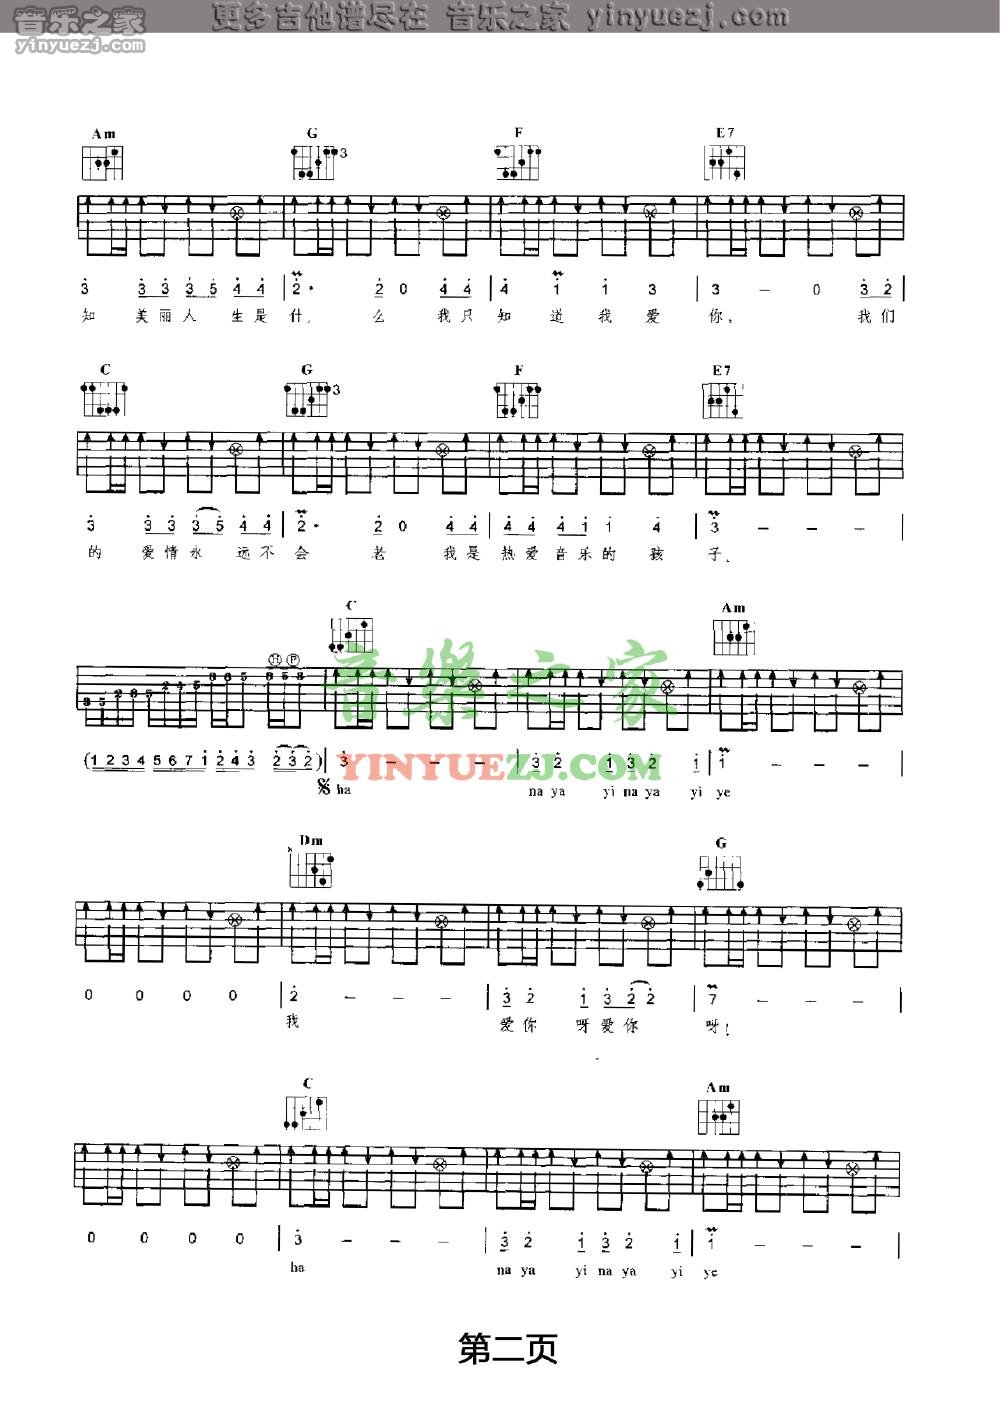 音乐之家 更多吉他谱尽在 音乐之家 yinyuezj.com
yinyuezj.com
Am G F E7
3
3 3 3 3 5 4 4 | 2 · 2 0 4 4 | 4 1 1 3 | 3 – 0 3 2 |
知 美丽人 生是 什 么 我只 知 道 我 爱 你, 我们
C G F E7
3
3 3 3 3 5 4 4 | 2 · 2 0 4 4 | 4 4 4 1 1 4 | 3 – – – |
的 爱情永 远不 会 老 我是 热爱音乐的 孩 子,
C Am
H P
音樂之家
(1 2 3 4 5 6 7 1 2 4 3 2 3 2) | 3 – – – | 3 2 1 3 2 1 | 1 – – – |
YINYUEZJ.COM
ha na ya yi na ya yi ye
Dm G
x
0 0 0 0 | 2 – – – | 3 2 1 3 2 2 | 7 – – – |
我 爱你 呀爱你 呀!
C Am
0 0 0 0 | 3 – – – | 3 2 1 3 2 1 | 1 – – – |
ha na ya yi na ya yi ye
第二页